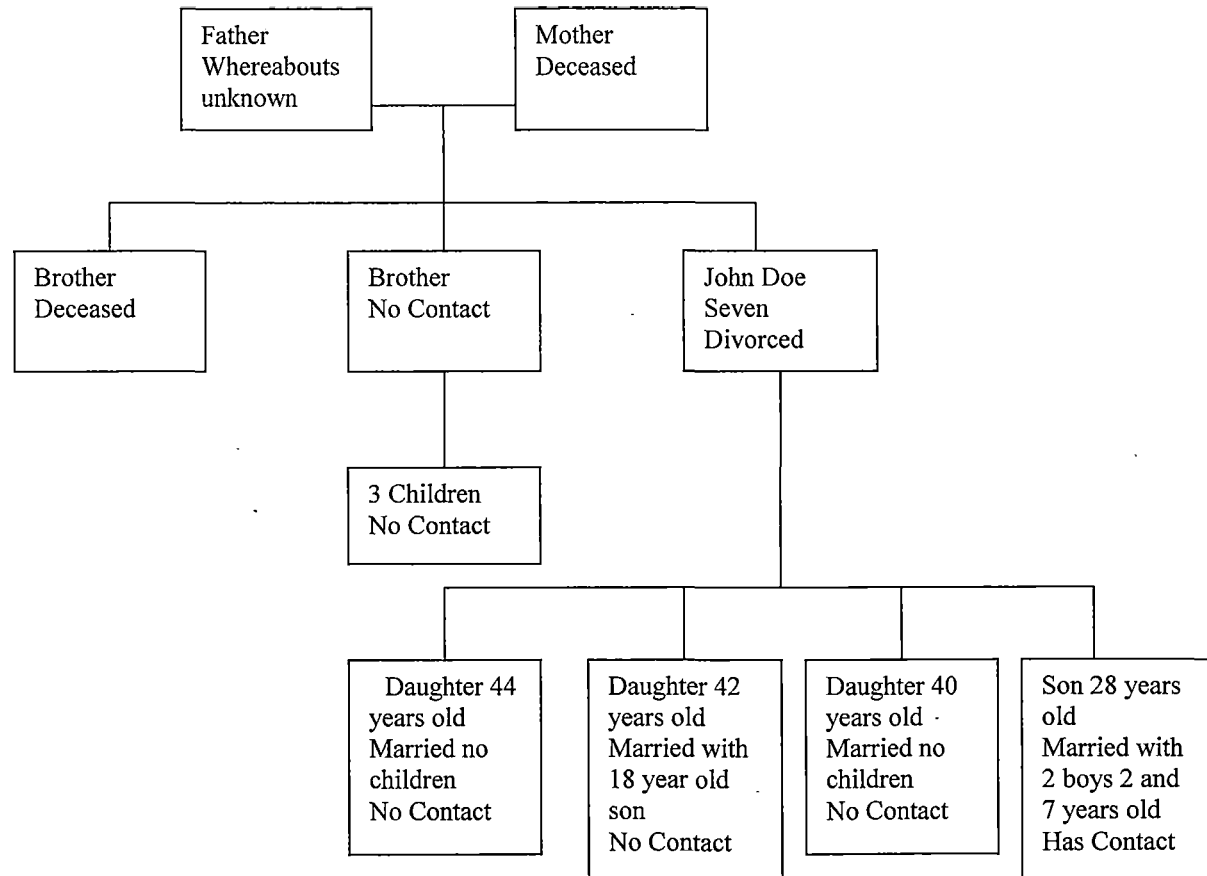 Father
Whereabouts
unknown
Mother
Deceased
Brother
Deceased
Brother
No Contact
John Doe
Seven
Divorced
3 Children
No Contact
Daughter 44
years old
Married no
children
No Contact
Daughter 42
years old
Married with
18 year old
son
No Contact
Daughter 40
years old
Married no
children
No Contact
Son 28 years
old
Married with
2 boys 2 and
7 years old
Has Contact